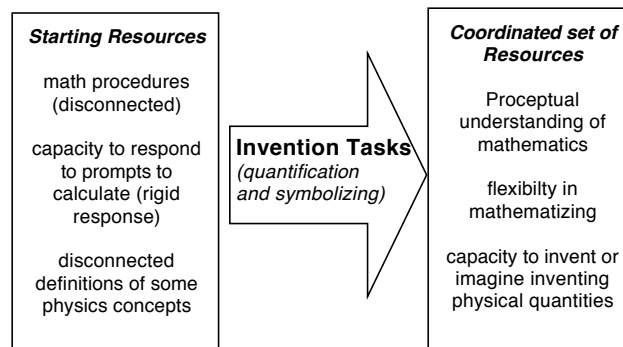 Starting Resources
math procedures
(disconnected)
capacity to respond
to prompts to
calculate (rigid
response)
disconnected
definitions of some
physics concepts
Invention Tasks
(quantification
and symbolizing)
Coordinated set of
Resources
Proceptual
understanding of
mathematics
flexibilty in
mathematizing
capacity to invent or
imagine inventing
physical quantities